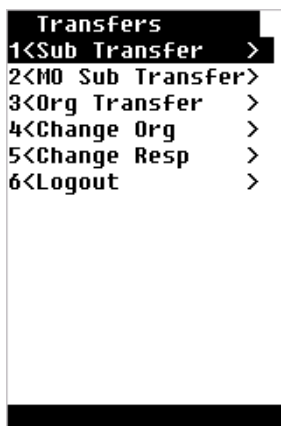 Transfers
1<Sub Transfer   >
2<MO Sub Transfer>
3<Org Transfer   >
4<Change Org     >
5<Change Resp    >
6<Logout         >